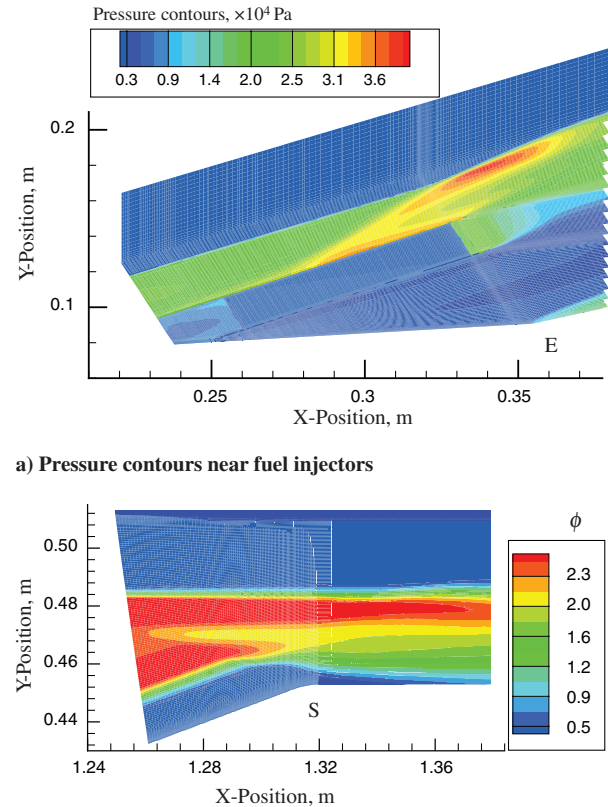 Pressure contours, ×10⁴ Pa
0.3 0.9 1.4 2.0 2.5 3.1 3.6
0.2
0.1
Y-Position, m
E
0.25 0.3 0.35
X-Position, m
a) Pressure contours near fuel injectors
0.50
0.48
0.46
0.44
Y-Position, m
S
1.24 1.28 1.32 1.36
X-Position, m
ϕ
2.3
2.0
1.6
1.2
0.9
0.5